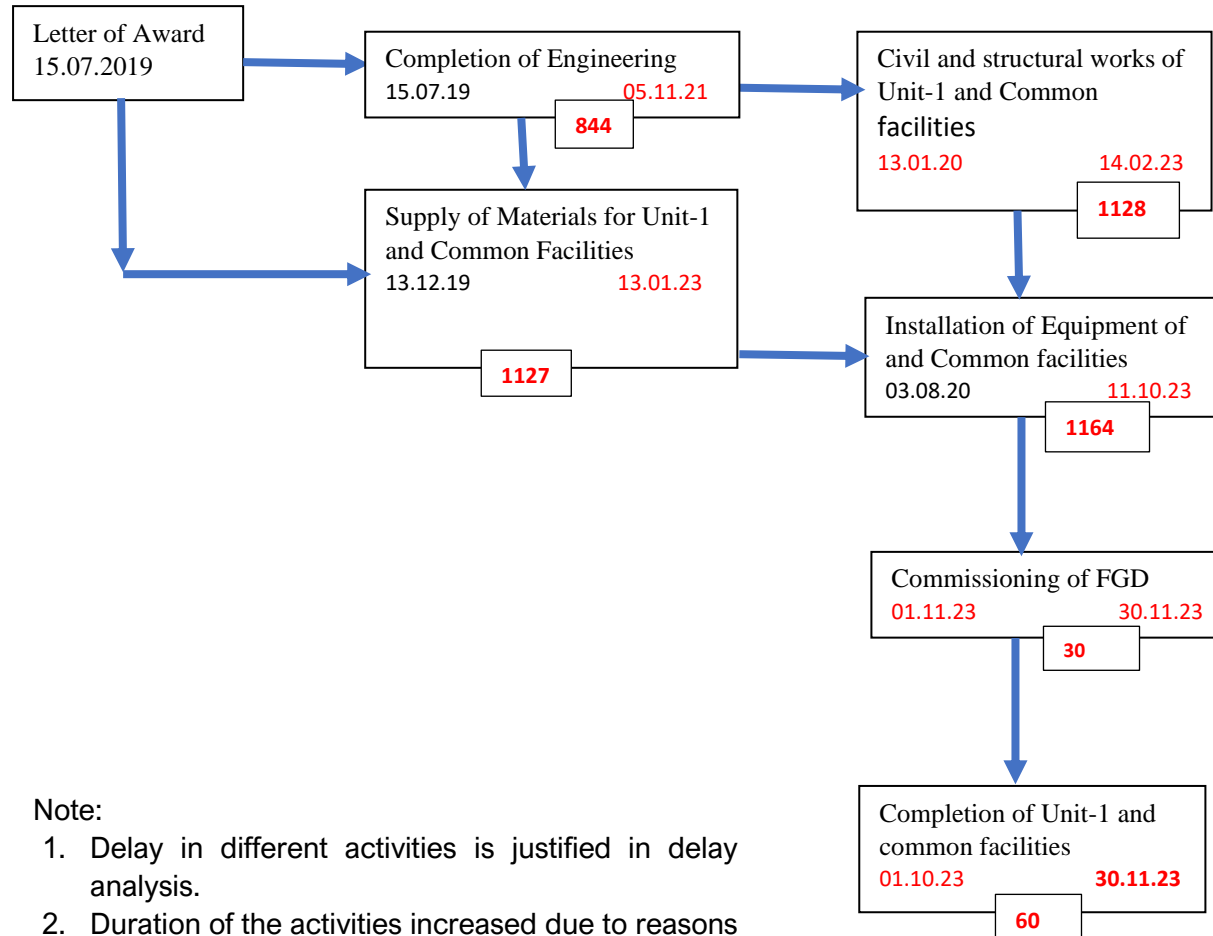 Letter of Award
15.07.2019
Completion of Engineering
15.07.19 05.11.21
844
Civil and structural works of
Unit-1 and Common
facilities
13.01.20 14.02.23
1128
Supply of Materials for Unit-1
and Common Facilities
13.12.19 13.01.23
1127
Installation of Equipment of
and Common facilities
03.08.20 11.10.23
1164
Commissioning of FGD
01.11.23 30.11.23
30
Completion of Unit-1 and
common facilities
01.10.23 30.11.23
60
Note:
1. Delay in different activities is justified in delay
analysis.
2. Duration of the activities increased due to reasons